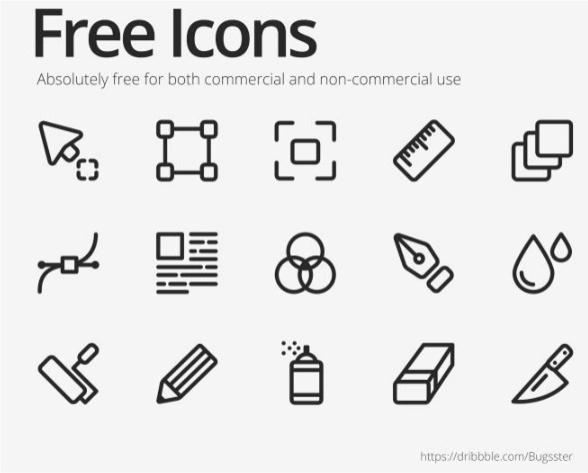 Free Icons
Absolutely free for both commercial and non-commercial use
https://dribbble.com/Bugsster